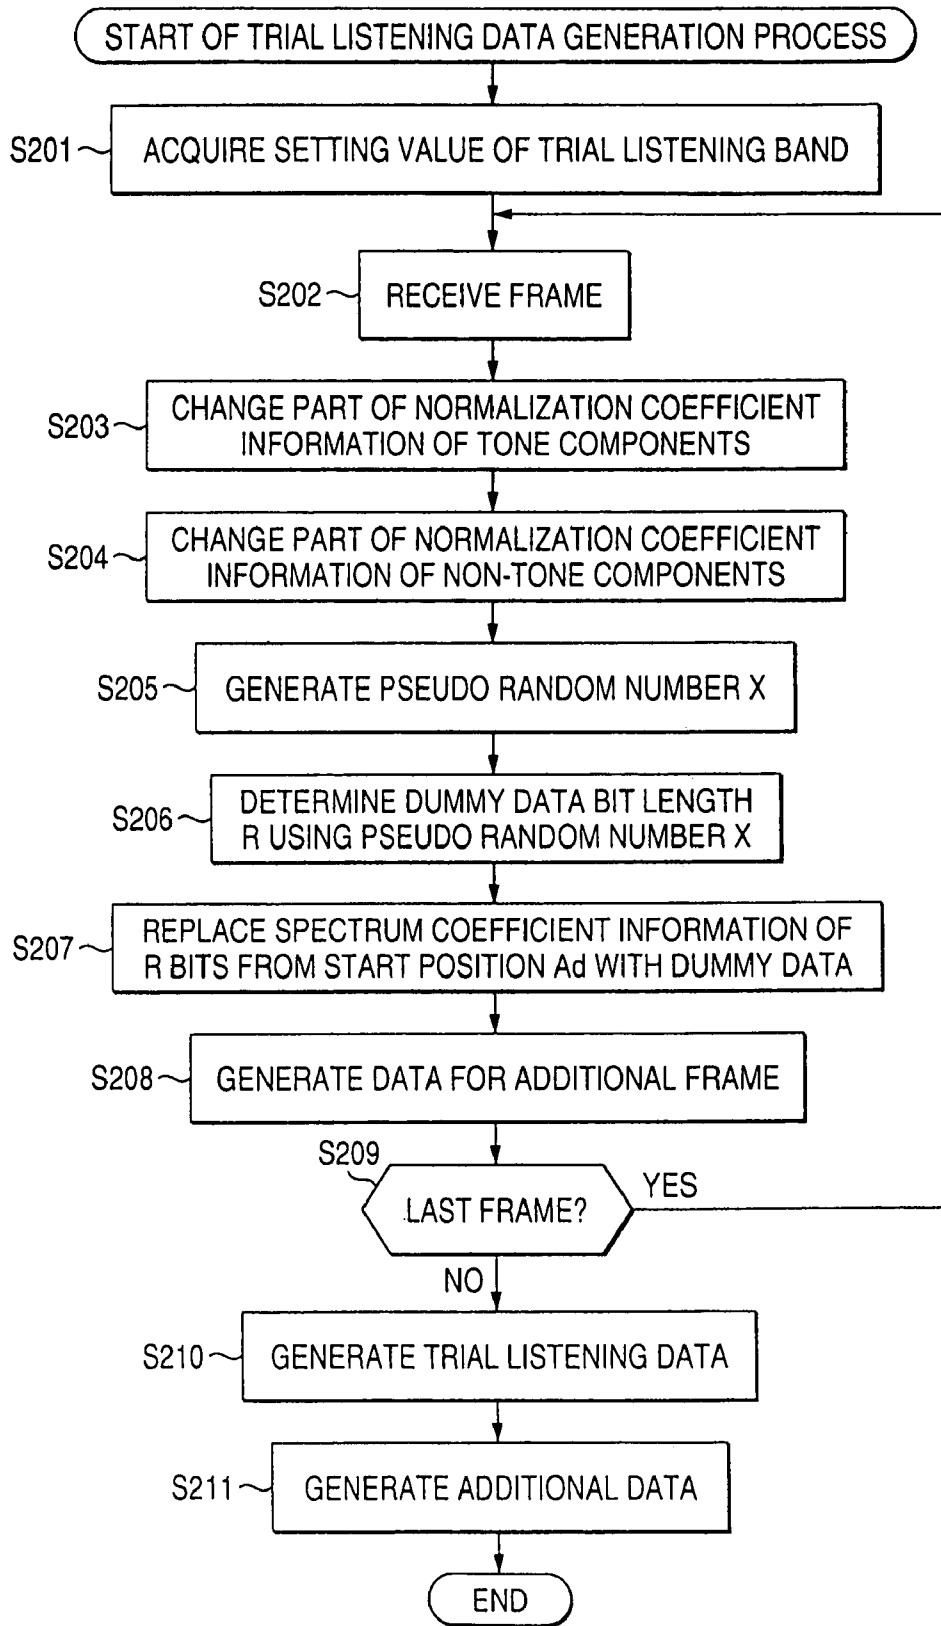 START OF TRIAL LISTENING DATA GENERATION PROCESS
S201
ACQUIRE SETTING VALUE OF TRIAL LISTENING BAND
S202
RECEIVE FRAME
S203
CHANGE PART OF NORMALIZATION COEFFICIENT
INFORMATION OF TONE COMPONENTS
S204
CHANGE PART OF NORMALIZATION COEFFICIENT
INFORMATION OF NON-TONE COMPONENTS
S205
GENERATE PSEUDO RANDOM NUMBER X
S206
DETERMINE DUMMY DATA BIT LENGTH
R USING PSEUDO RANDOM NUMBER X
S207
REPLACE SPECTRUM COEFFICIENT INFORMATION OF
R BITS FROM START POSITION Ad WITH DUMMY DATA
S208
GENERATE DATA FOR ADDITIONAL FRAME
S209
LAST FRAME?
YES
NO
S210
GENERATE TRIAL LISTENING DATA
S211
GENERATE ADDITIONAL DATA
END